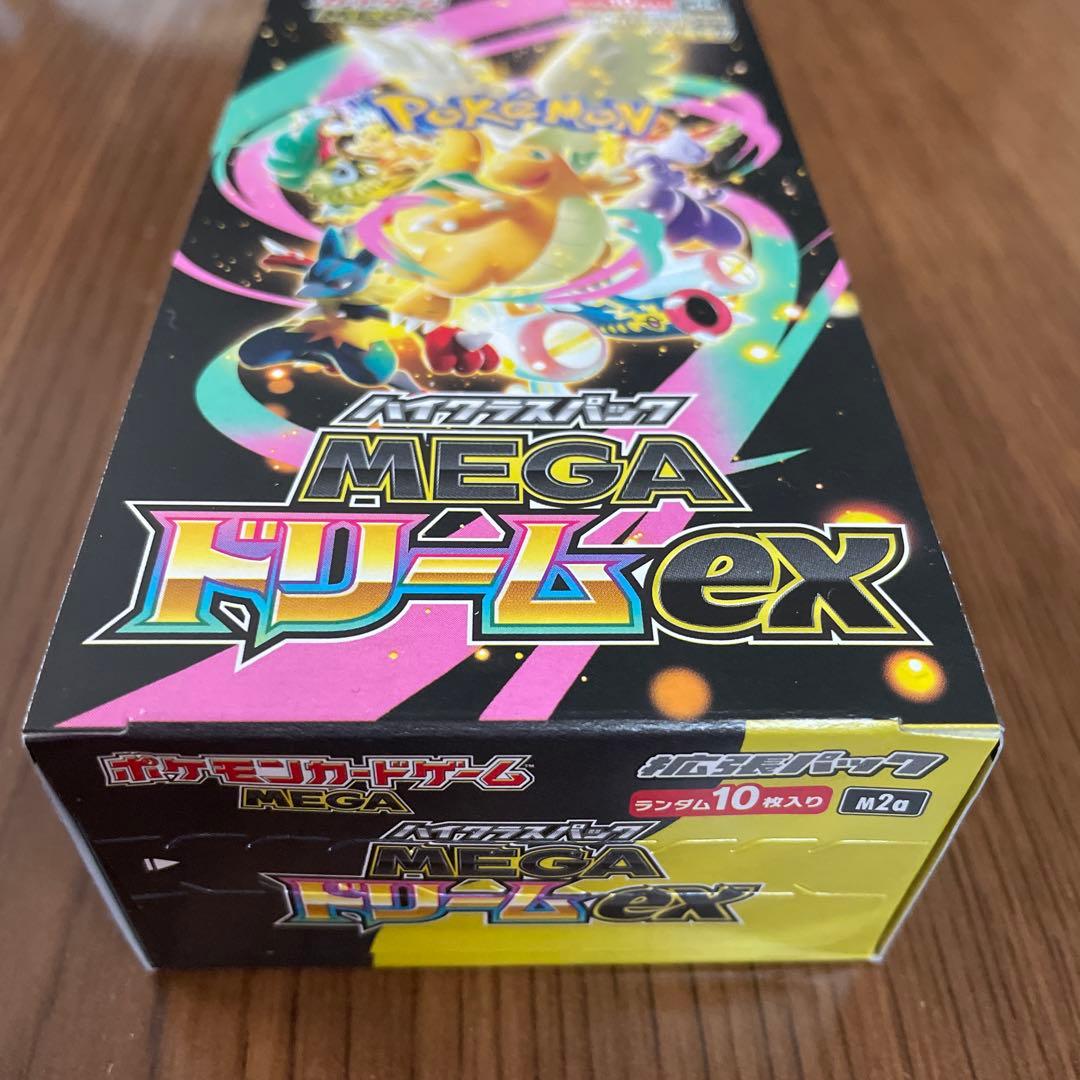 POKÉMON
ハイクラスパック
MEGA
ドリームex
ポケモンカードゲーム
MEGA
拡張パック
ランダム10枚入り M2a
ハイクラスパック
MEGA
ドリームex